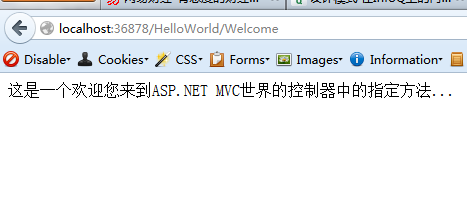 localhost:36878/HelloWorld/Welcome
Disable▾ Cookies▾ CSS▾ Forms▾ Images▾ Information▾
这是一个欢迎您来到ASP.NET MVC世界的控制器中的指定方法...